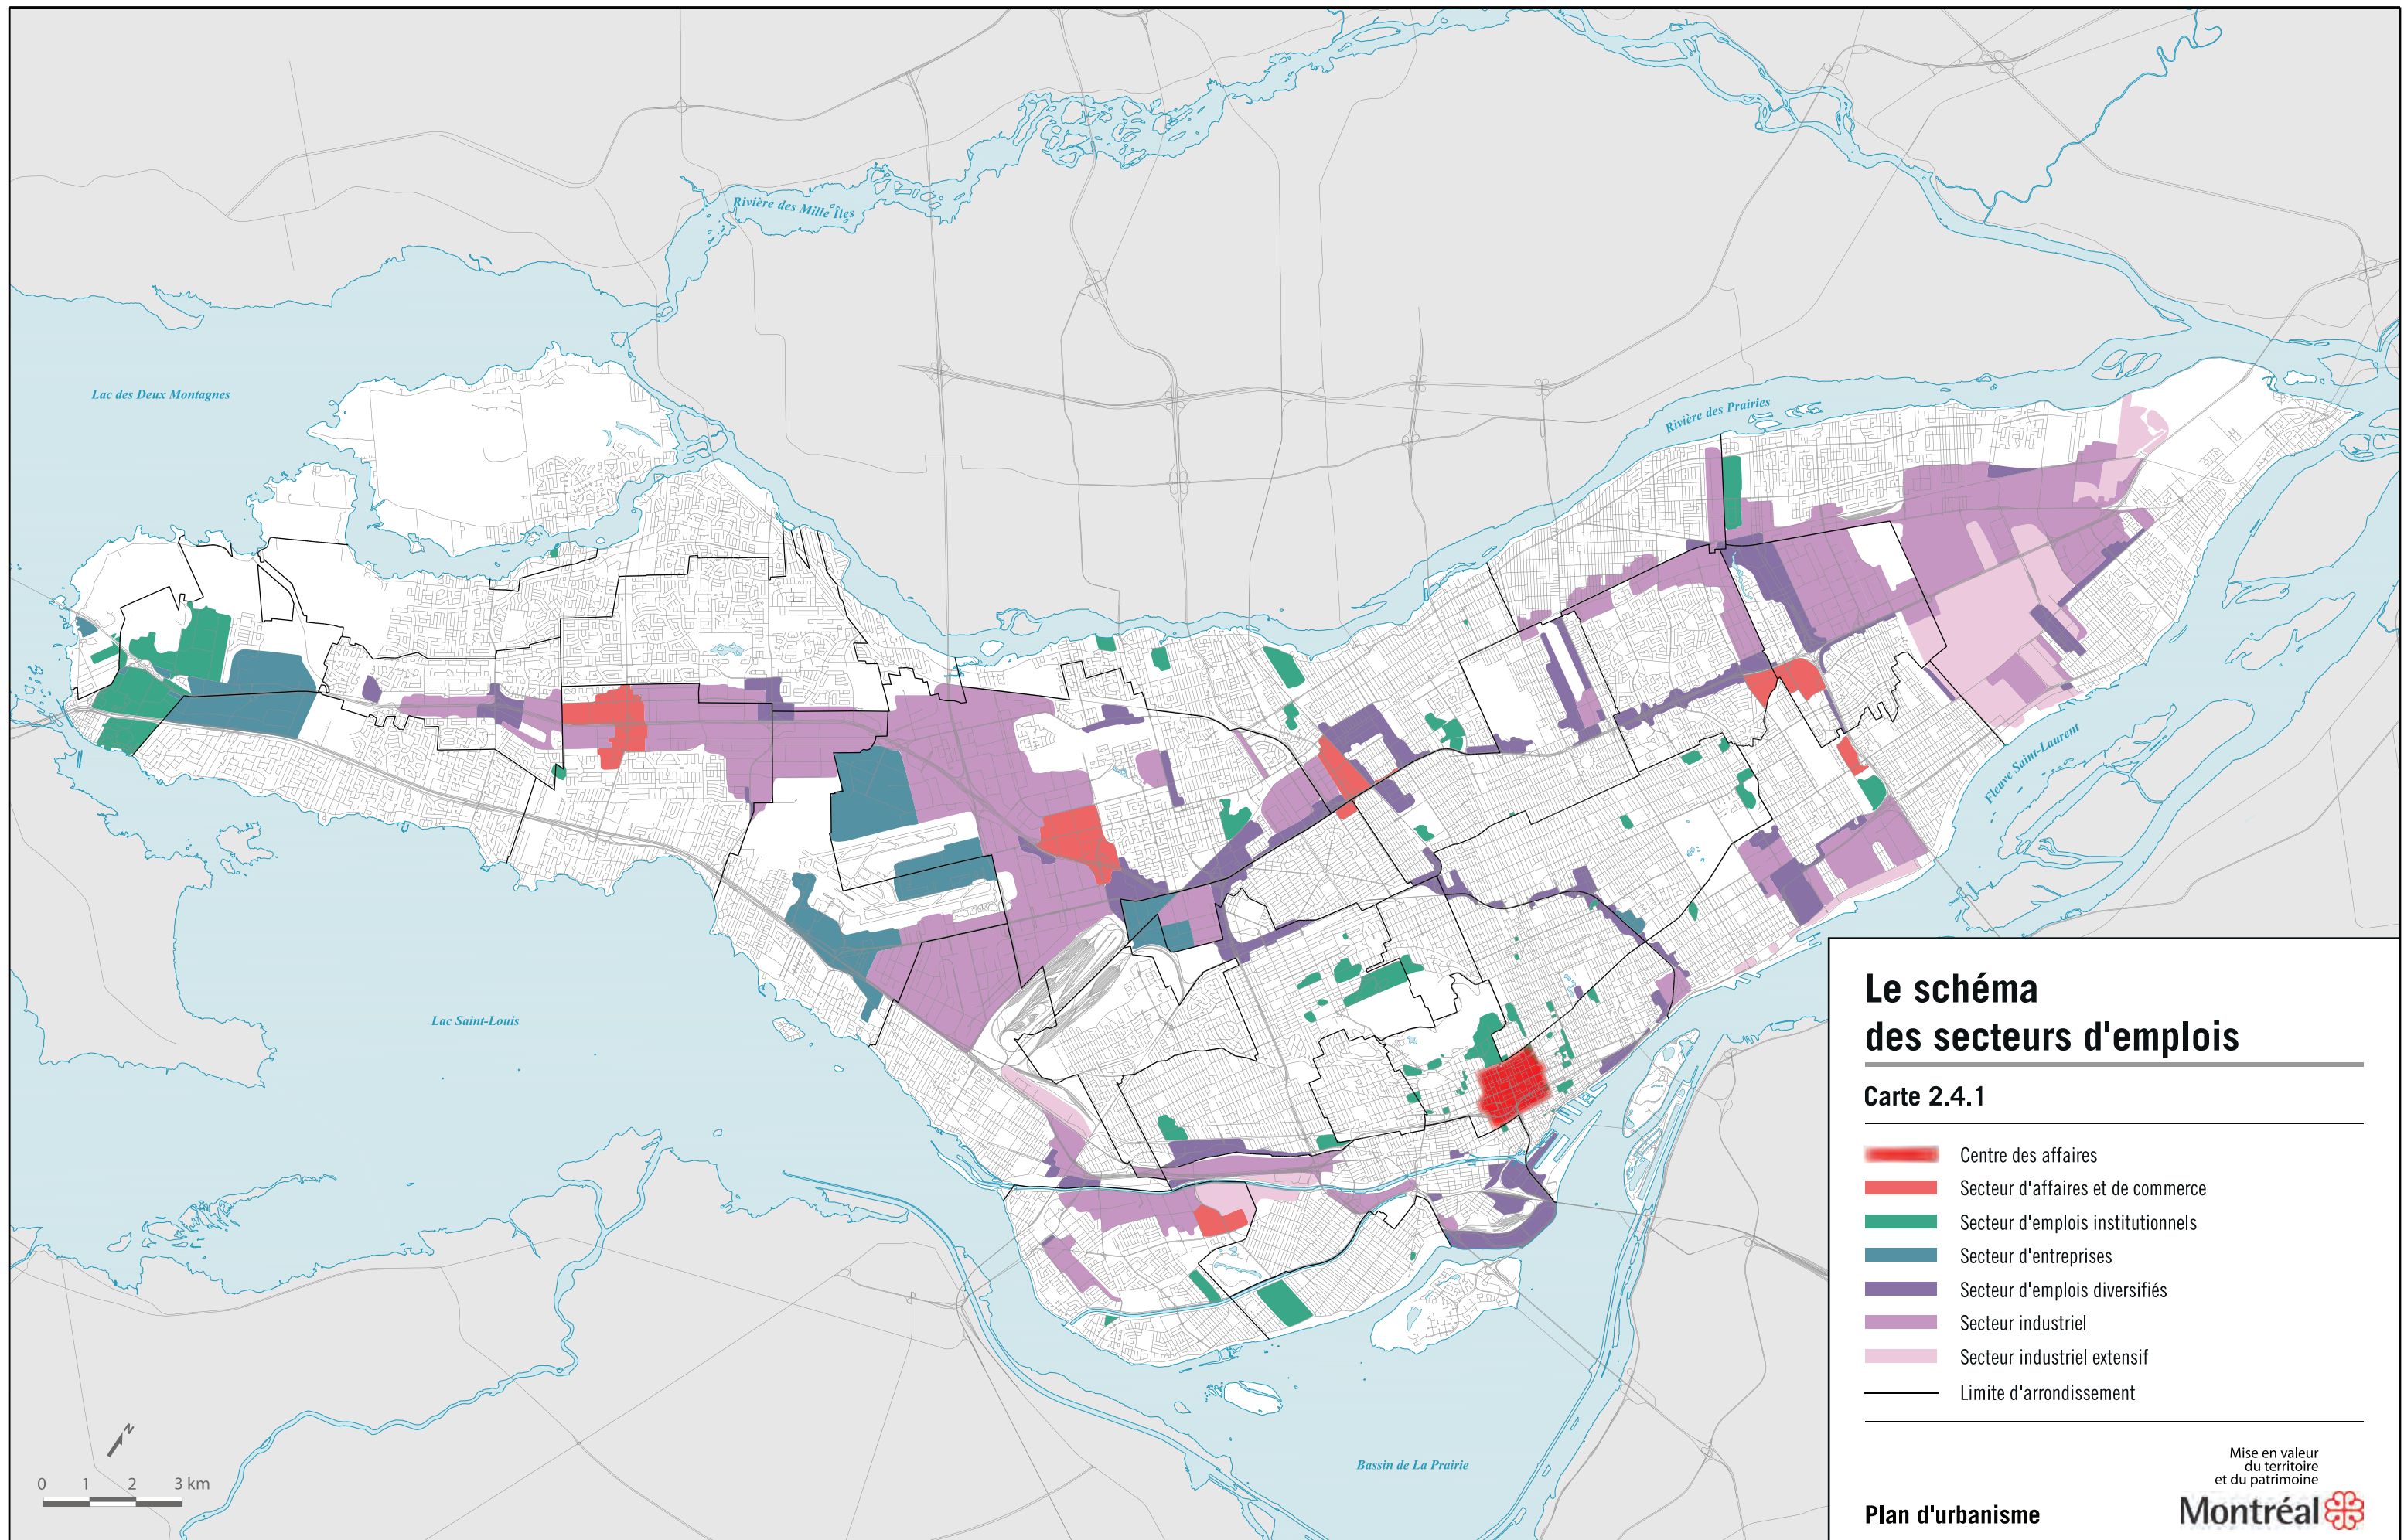 Rivière des Mille Îles
Lac des Deux Montagnes
Rivière des Prairies
Fleuve Saint-Laurent
Lac Saint-Louis
Bassin de La Prairie
N
0 1 2 3 km
Le schéma
des secteurs d'emplois
Carte 2.4.1
Centre des affaires
Secteur d'affaires et de commerce
Secteur d'emplois institutionnels
Secteur d'entreprises
Secteur d'emplois diversifiés
Secteur industriel
Secteur industriel extensif
Limite d'arrondissement
Mise en valeur
du territoire
et du patrimoine
Plan d'urbanisme
Montréal